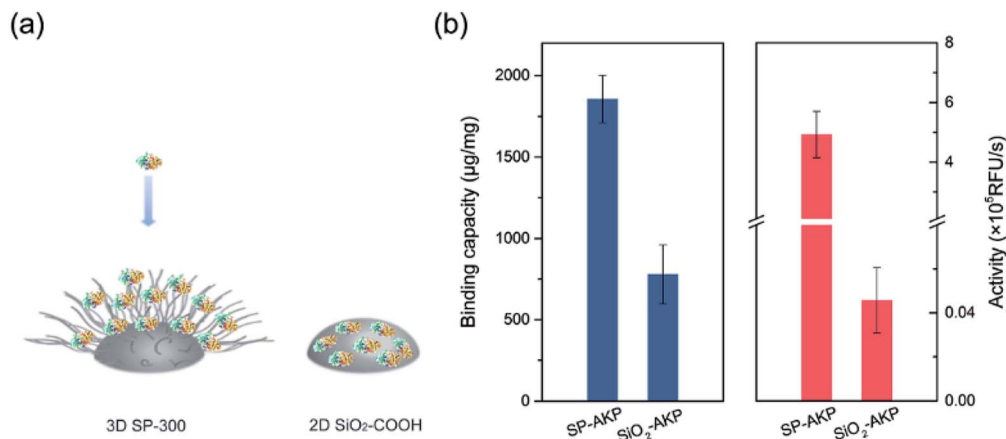 (a)
3D SP-300
2D SiO₂-COOH
(b)
Binding capacity (μg/mg)
2000
1500
1000
500
0
SP-AKP
SiO₂-AKP
8
6
4
0.04
0.00
Activity (×10⁵RFU/s)
SP-AKP
SiO₂-AKP